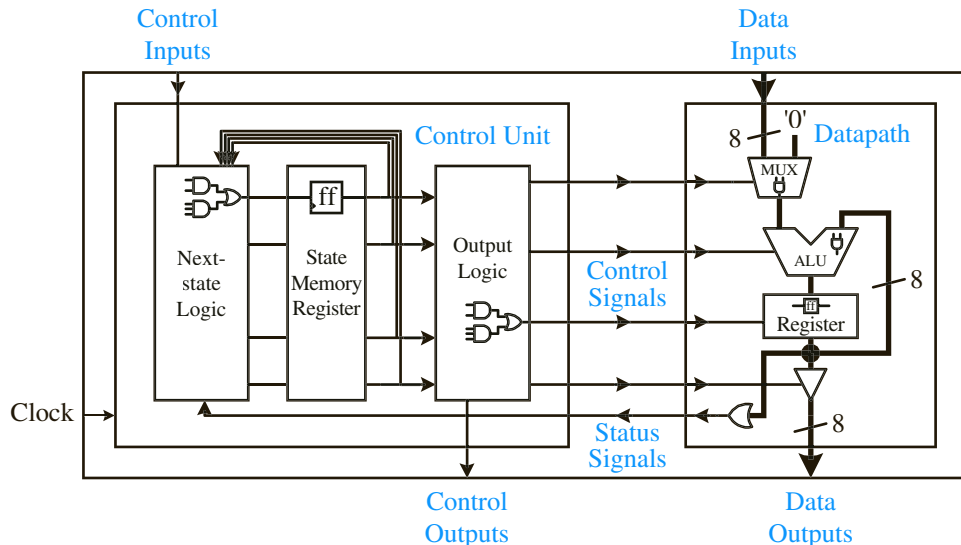 Control
Inputs
Data
Inputs
Control Unit
8
'0'
Datapath
MUX
ff
Next-
state
Logic
State
Memory
Register
Output
Logic
ALU
Control
Signals
8
ff
Register
Clock
Status
Signals
8
Control
Outputs
Data
Outputs